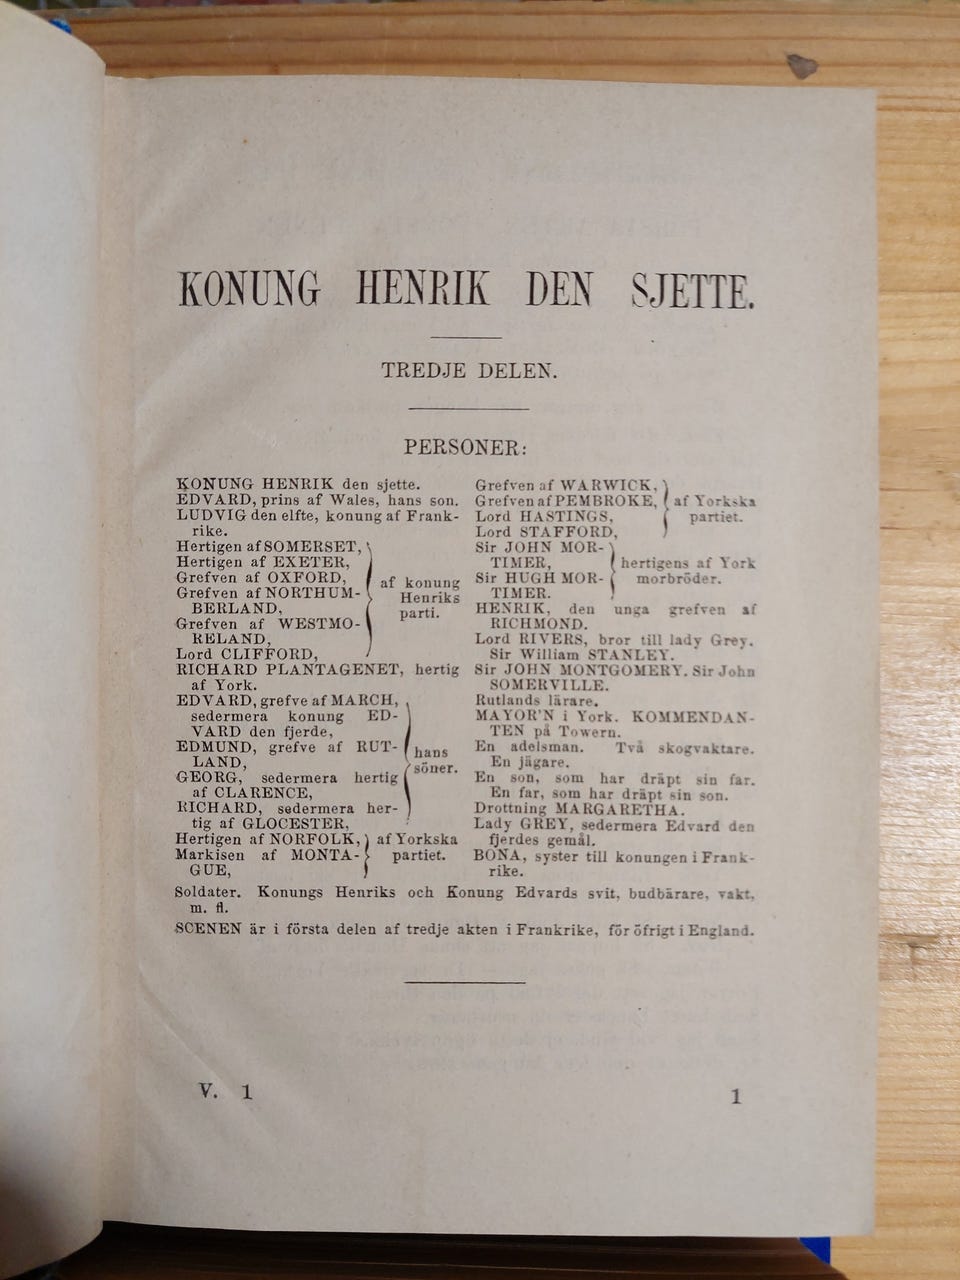 KONUNG HENRIK DEN SJETTE.
TREDJE DELEN.
PERSONER:
KONUNG HENRIK den sjette.
EDVARD, prins af Wales, hans son.
LUDVIG den elfte, konung af Frank-
rike.
Hertigen af SOMERSET,
Hertigen af EXETER,
Grefven af OXFORD,
Grefven af NORTHUM-
BERLAND,
Grefven af WESTMO-
RELAND,
Lord CLIFFORD,
af konung
Henriks
parti.
RICHARD PLANTAGENET, hertig
af York.
EDVARD, grefve af MARCH,
sedermera konung ED-
VARD den fjerde,
EDMUND, grefve af RUT-
LAND,
GEORG, sedermera hertig
af CLARENCE,
RICHARD, sedermera her-
tig af GLOCESTER,
hans
söner.
Hertigen af NORFOLK,
Markisen af MONTA-
GUE,
af Yorkska
partiet.
Grefven af WARWICK,
Grefven af PEMBROKE,
Lord HASTINGS,
Lord STAFFORD,
af Yorkska
partiet.
Sir JOHN MOR-
TIMER,
Sir HUGH MOR-
TIMER.
hertigens af York
morbröder.
HENRIK, den unga grefven af
RICHMOND.
Lord RIVERS, bror till lady Grey.
Sir William STANLEY.
Sir JOHN MONTGOMERY. Sir John
SOMERVILLE.
Rutlands lärare.
MAYOR'N i York. KOMMENDAN-
TEN på Towern.
En adelsman. Två skogvaktare.
En jägare.
En son, som har dräpt sin far.
En far, som har dräpt sin son.
Drottning MARGARETHA.
Lady GREY, sedermera Edvard den
fjerdes gemål.
BONA, syster till konungen i Frank-
rike.
Soldater. Konungs Henriks och Konung Edvards svit, budbärare, vakt,
m. fl.
SCENEN är i första delen af tredje akten i Frankrike, för öfrigt i England.
V. 1
1